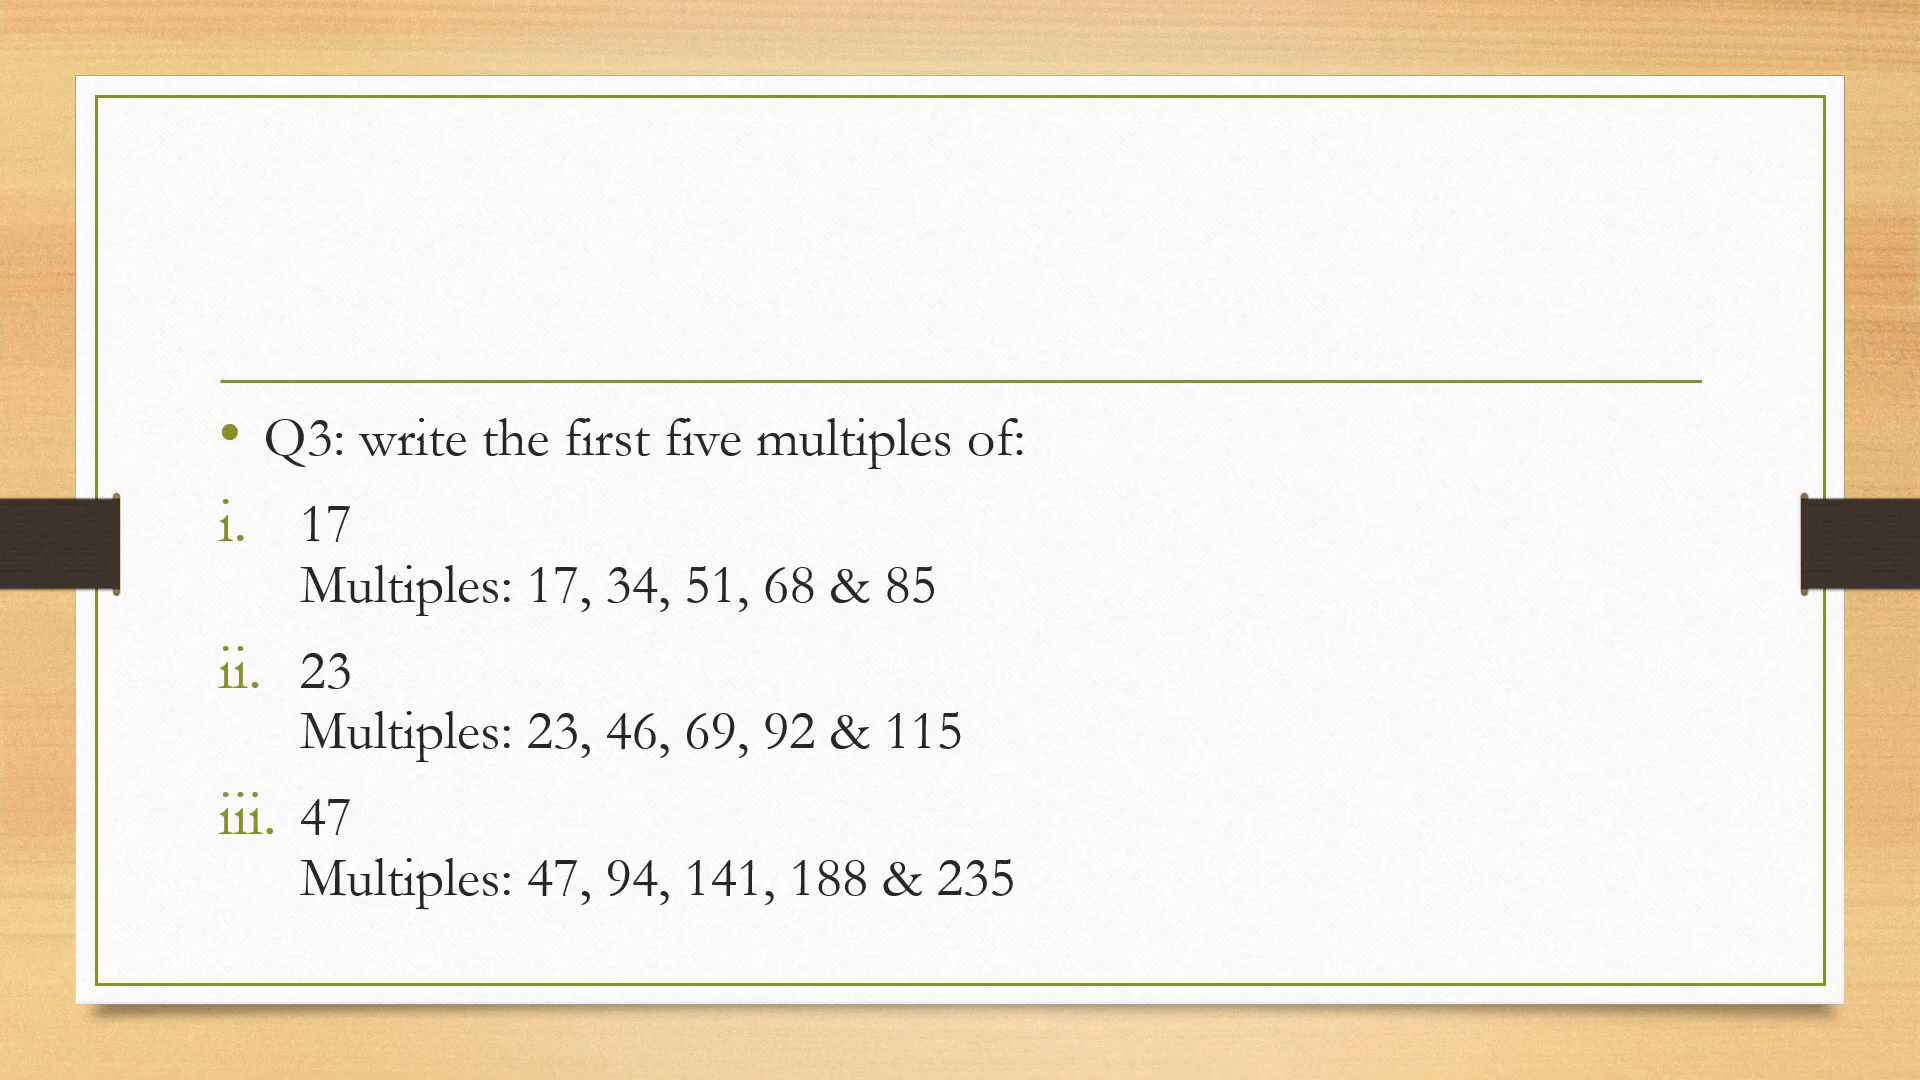 • Q3: write the first five multiples of:
i. 17
Multiples: 17, 34, 51, 68 & 85
ii. 23
Multiples: 23, 46, 69, 92 & 115
iii. 47
Multiples: 47, 94, 141, 188 & 235